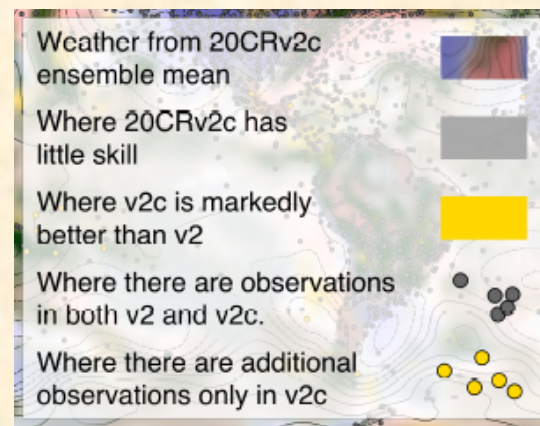 Weather from 20CRv2c
ensemble mean
Where 20CRv2c has
little skill
Where v2c is markedly
better than v2
Where there are observations
in both v2 and v2c.
Where there are additional
observations only in v2c